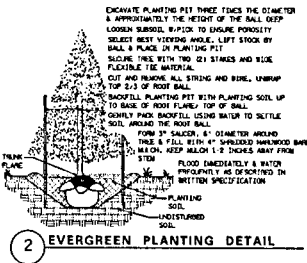 EXCAVATE PLANTING PIT THREE TIMES THE DIAMETER
& APPROXIMATELY THE HEIGHT OF THE BALL DEEP
LOOSEN SUBSOIL W/PICK TO ENSURE POROSITY
SELECT BEST VIEWING ANGLE, LIFT STOCK BY
BALL & PLACE IN PLANTING PIT
SECURE TREE WITH TWO (2) STAKES AND WIDE
FLEXIBLE TIE MATERIAL
CUT AND REMOVE ALL STRING AND WIRE, UNWRAP
TOP 2/3 OF ROOT BALL
BACKFILL PLANTING PIT WITH PLANTING SOIL UP
TO BASE OF ROOT FLARE/ TOP OF BALL
GENTLY PACK BACKFILL USING WATER TO SETTLE
SOIL AROUND THE ROOT BALL
FORM 3" SAUCER, 6' DIAMETER AROUND
TREE & FILL WITH 4" SHREDDED HARDWOOD BARK
MULCH. KEEP MULCH 1-2 INCHES AWAY FROM
STEM
FLOOD IMMEDIATELY & WATER
FREQUENTLY AS DESCRIBED IN
WRITTEN SPECIFICATION
TRUNK
FLARE
PLANTING
SOIL
UNDISTURBED
SOIL
2 EVERGREEN PLANTING DETAIL